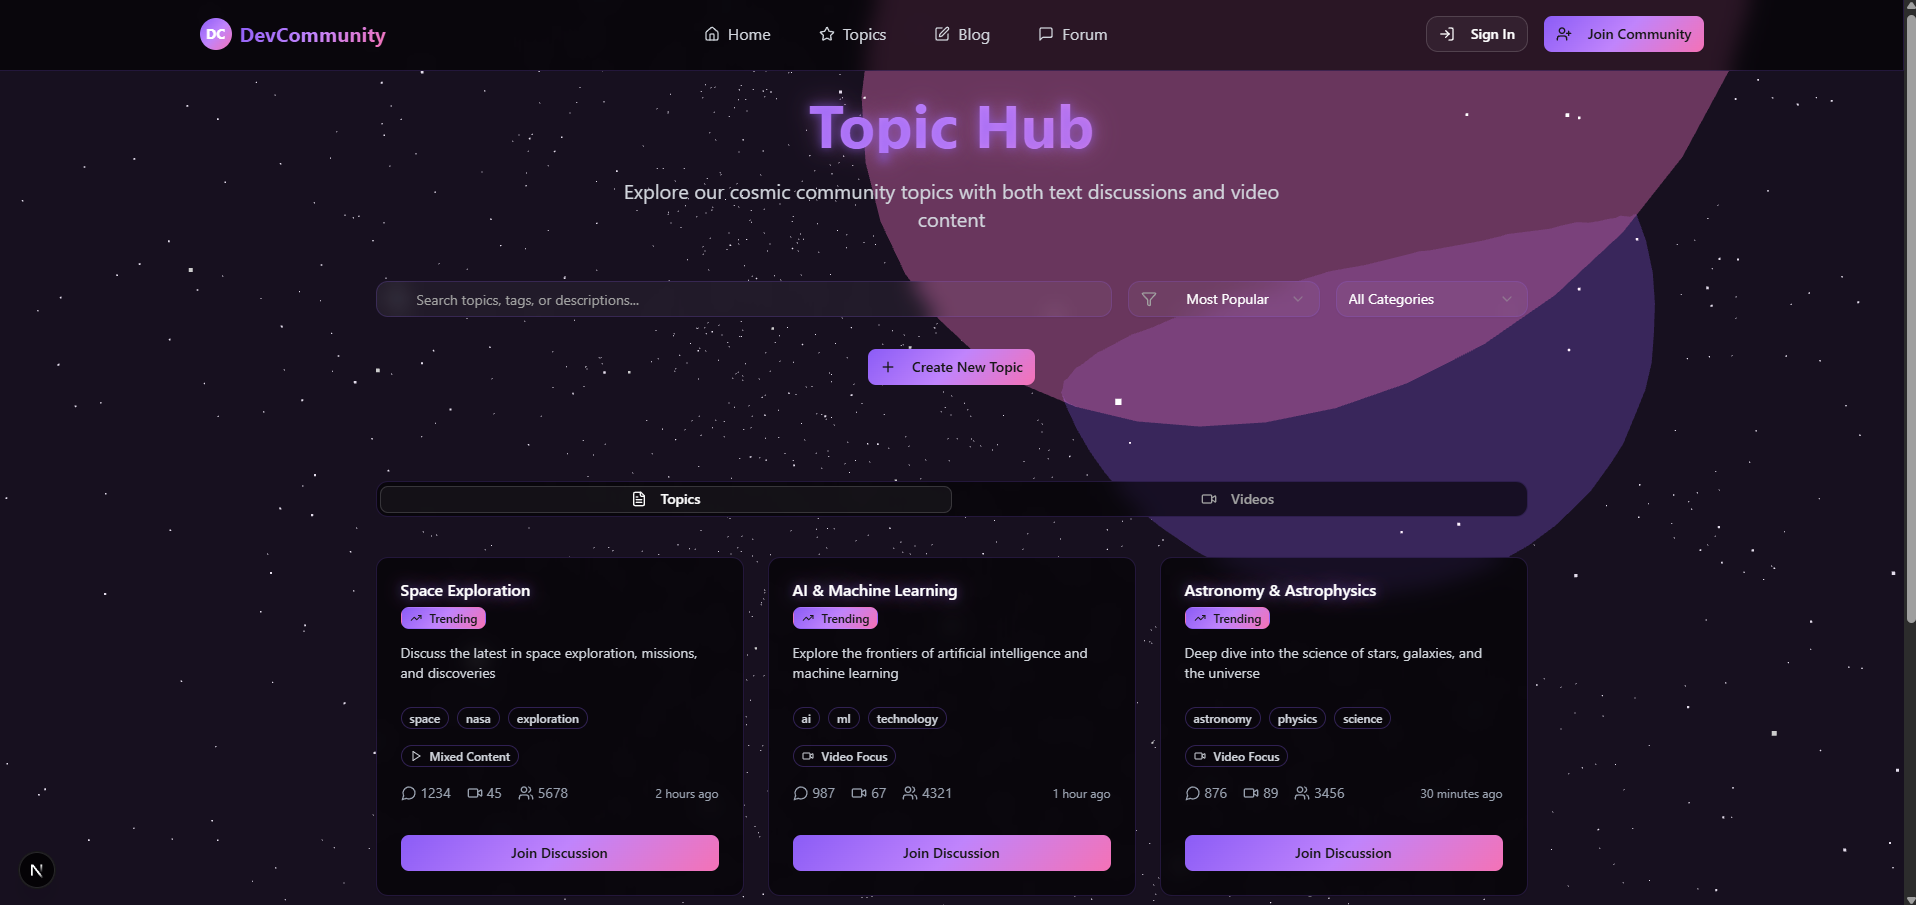 DC DevCommunity
Home
Topics
Blog
Forum
Sign In
Join Community
Topic Hub
Explore our cosmic community topics with both text discussions and video
content
Search topics, tags, or descriptions...
Most Popular
All Categories
Create New Topic
Topics
Videos
Space Exploration
Trending
Discuss the latest in space exploration, missions,
and discoveries
space nasa exploration
Mixed Content
1234 45 5678 2 hours ago
Join Discussion
AI & Machine Learning
Trending
Explore the frontiers of artificial intelligence and
machine learning
ai ml technology
Video Focus
987 67 4321 1 hour ago
Join Discussion
Astronomy & Astrophysics
Trending
Deep dive into the science of stars, galaxies, and
the universe
astronomy physics science
Video Focus
876 89 3456 30 minutes ago
Join Discussion
N